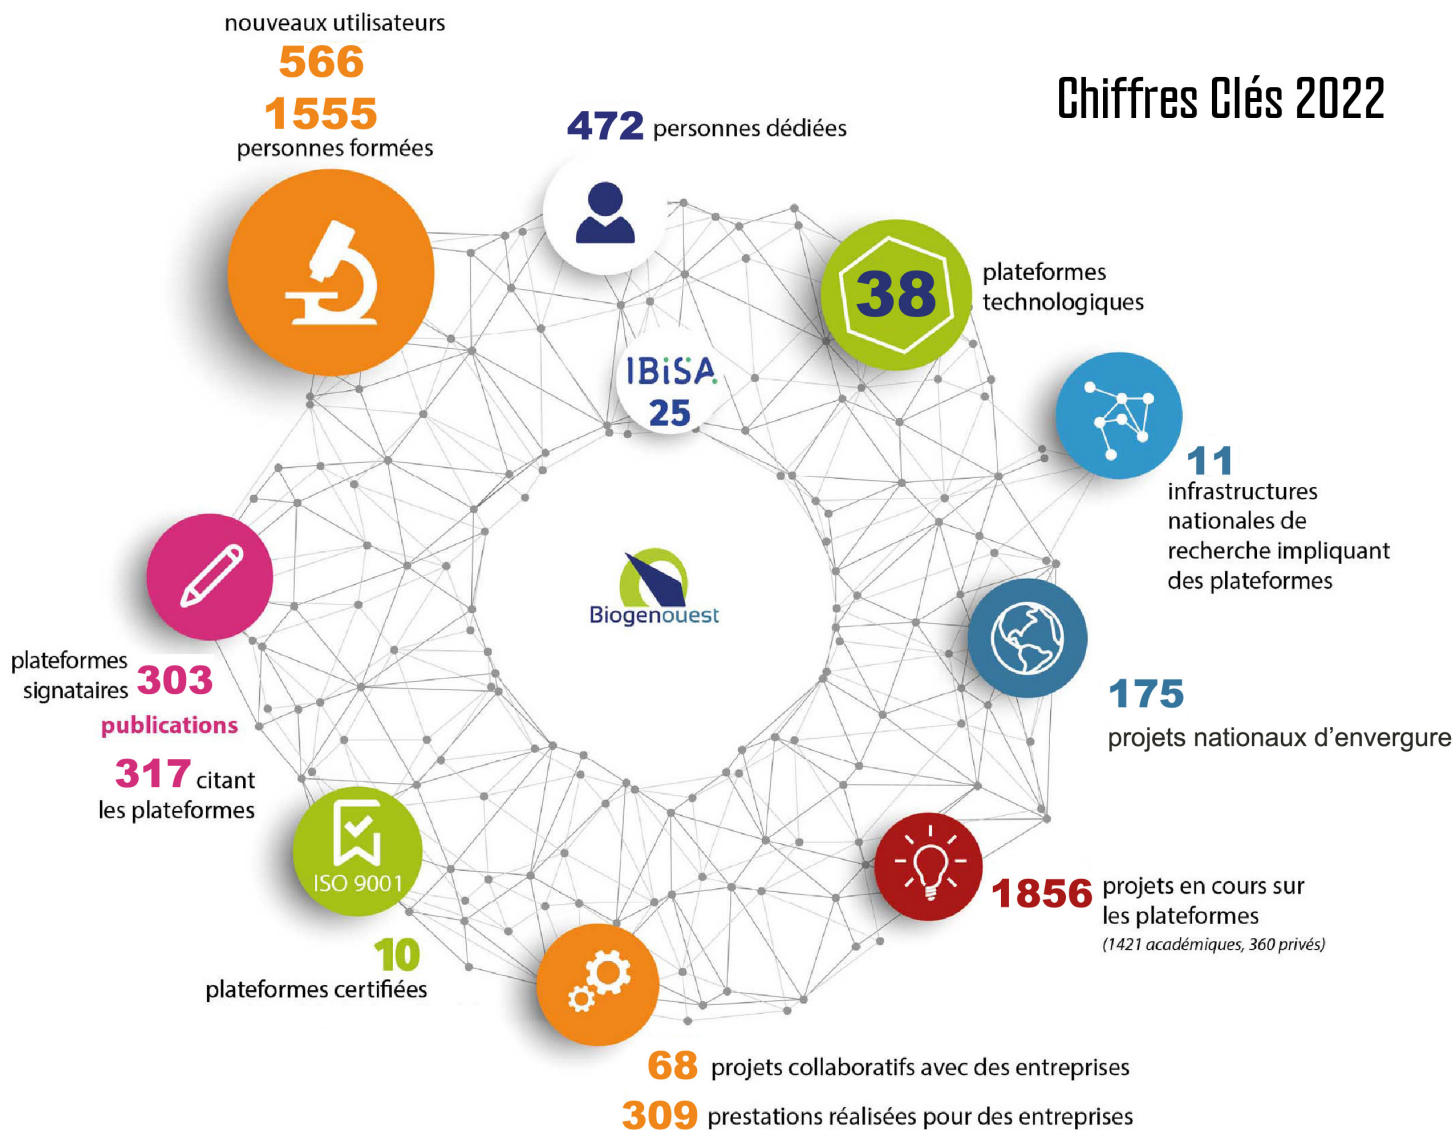 Chiffres Clés 2022
nouveaux utilisateurs
566
1555
personnes formées
472 personnes dédiées
38
plateformes
technologiques
IBiSA
25
11
infrastructures
nationales de
recherche impliquant
des plateformes
Biogenouest
175
projets nationaux d’envergure
plateformes
signataires 303
publications
317 citant
les plateformes
ISO 9001
10
plateformes certifiées
1856 projets en cours sur
les plateformes
(1421 académiques, 360 privés)
68 projets collaboratifs avec des entreprises
309 prestations réalisées pour des entreprises